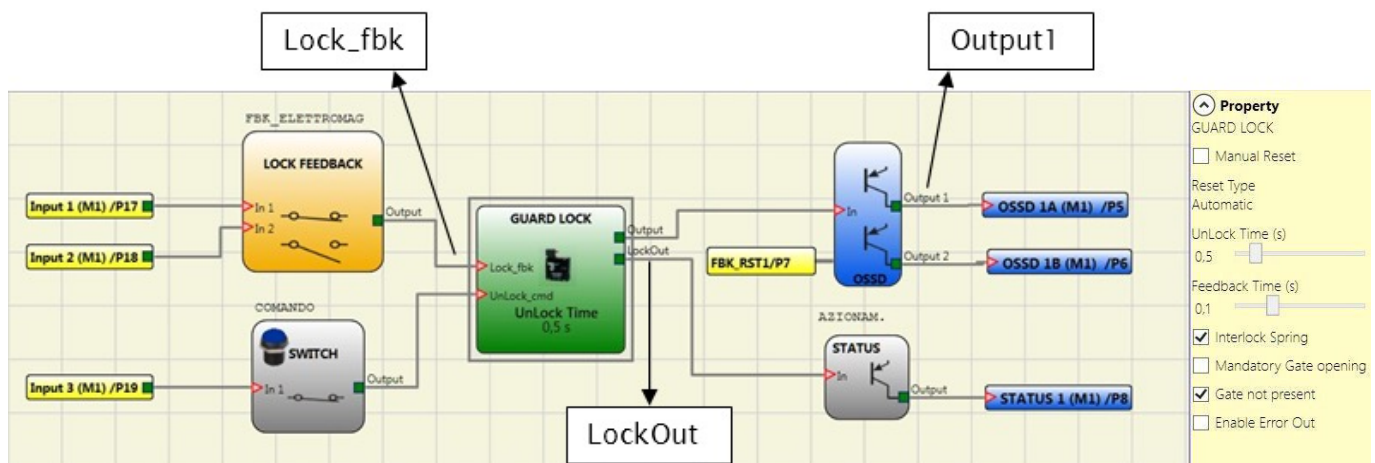 Lock_fbk
Output1
FBK_ELETTROMAG
LOCK FEEDBACK
Input 1 (M1) /P17
In 1
Output
In 2
Input 2 (M1) /P18
GUARD LOCK
Output
LockOut
Lock_fbk
UnLock_cmd
UnLock Time
0,5 s
COMANDO
SWITCH
Input 3 (M1) /P19
In 1
Output
LockOut
In
Output 1
OSSD 1A (M1) /P5
FBK_RST1/P7
Output 2
OSSD 1B (M1) /P6
OSSD
AZIONAM.
STATUS
In
Output
STATUS 1 (M1) /P8
Property
GUARD LOCK
Manual Reset
Reset Type
Automatic
UnLock Time (s)
0,5
Feedback Time (s)
0,1
Interlock Spring
Mandatory Gate opening
Gate not present
Enable Error Out